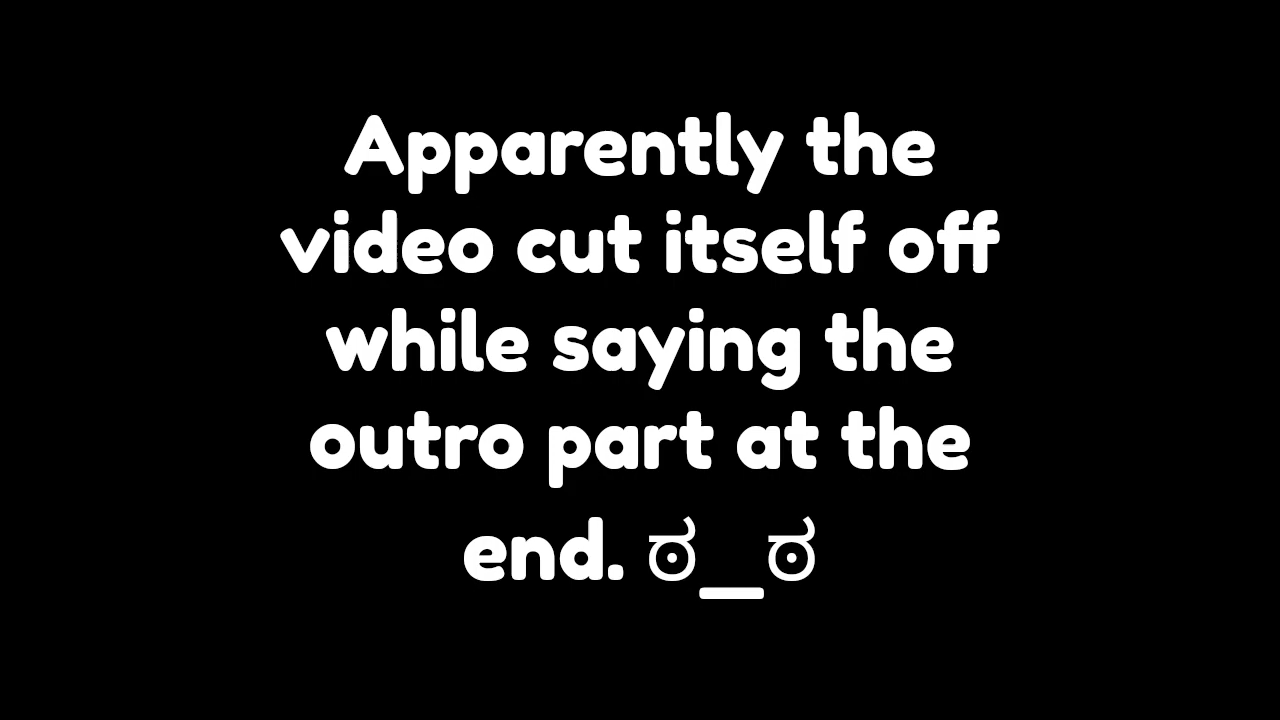 Apparently the
video cut itself off
while saying the
outro part at the
end. ಠ_ಠ